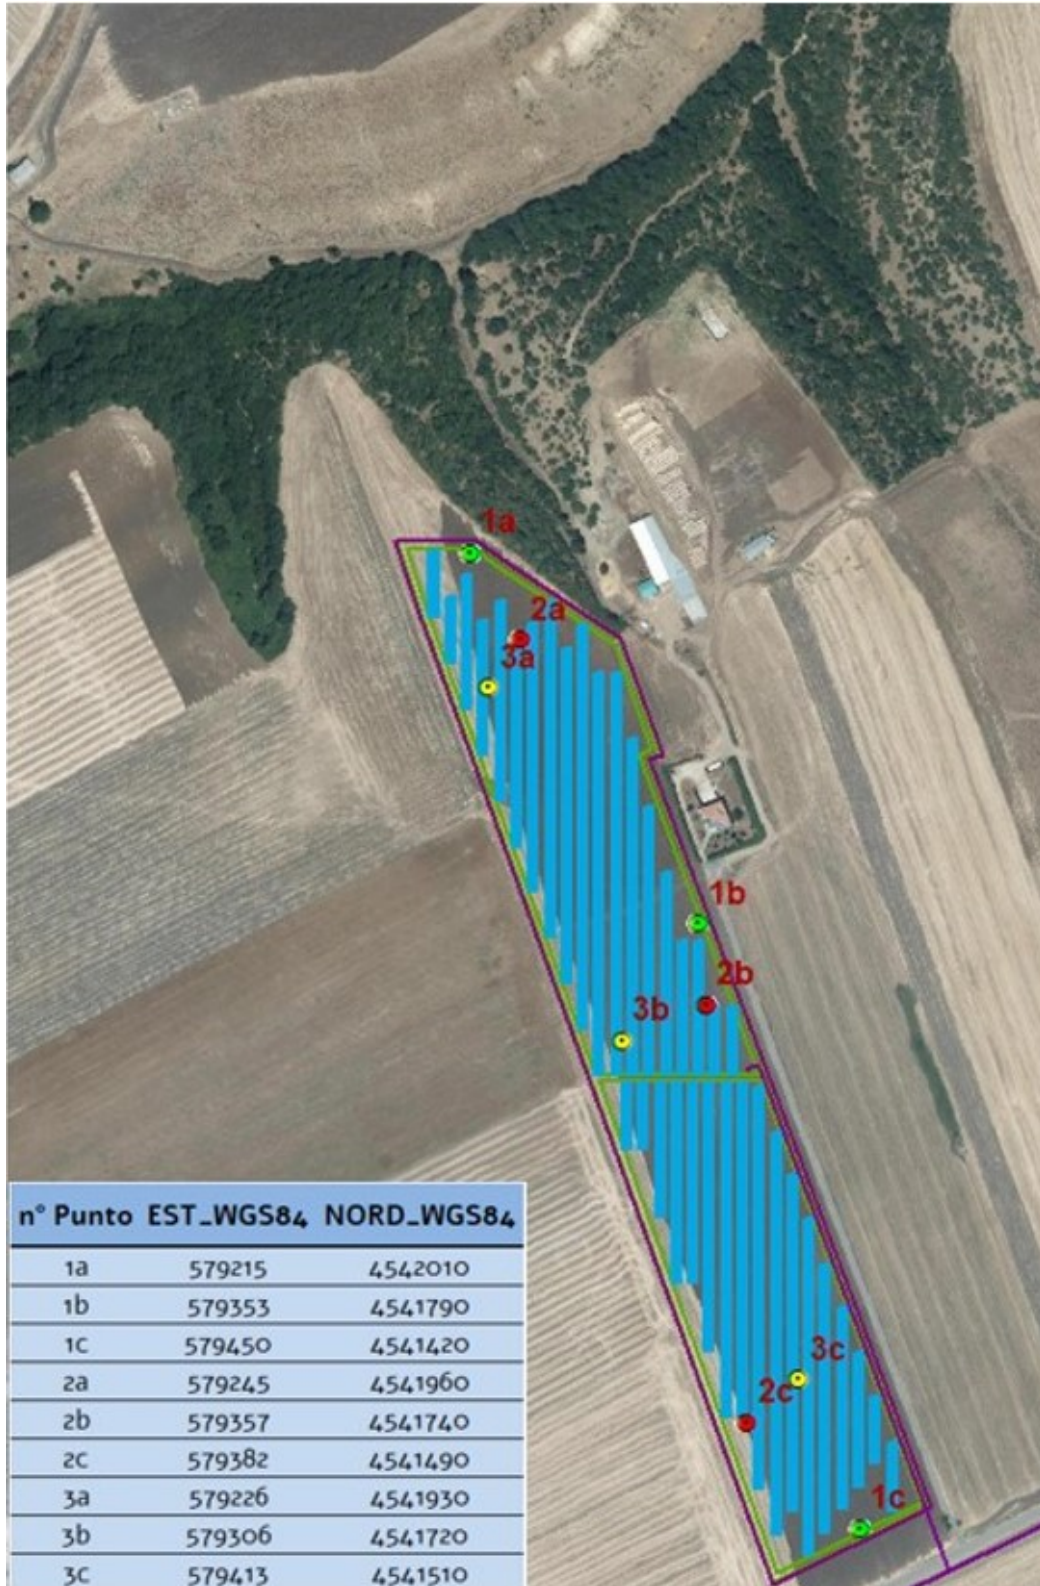 1a
2a
3a
1b
2b
3b
3c
2c
1c
n° Punto EST_WGS84 NORD_WGS84
1a 579215 4542010
1b 579353 4541790
1c 579450 4541420
2a 579245 4541960
2b 579357 4541740
2c 579382 4541490
3a 579226 4541930
3b 579306 4541720
3c 579413 4541510